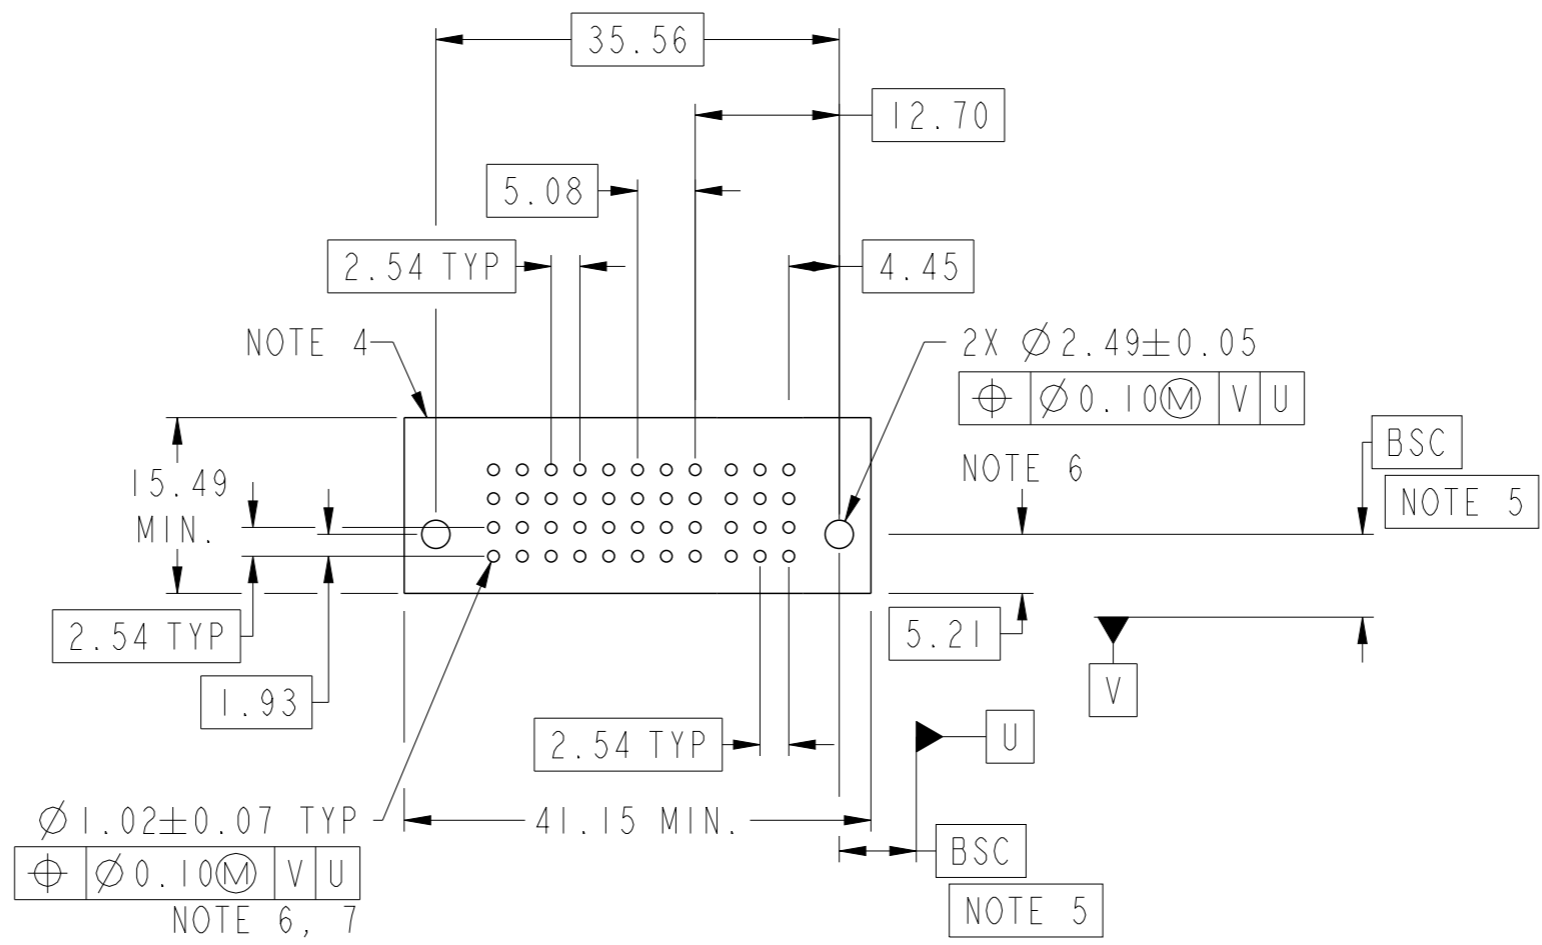 35.56
12.70
5.08
2.54 TYP
4.45
NOTE 4
2X ⌀2.49±0.05
⌖ ⌀0.10Ⓜ V U
NOTE 6
BSC
NOTE 5
15.49
MIN.
2.54 TYP
5.21
1.93
V
2.54 TYP
U
⌀1.02±0.07 TYP
41.15 MIN.
⌖ ⌀0.10Ⓜ V U
BSC
NOTE 6, 7
NOTE 5